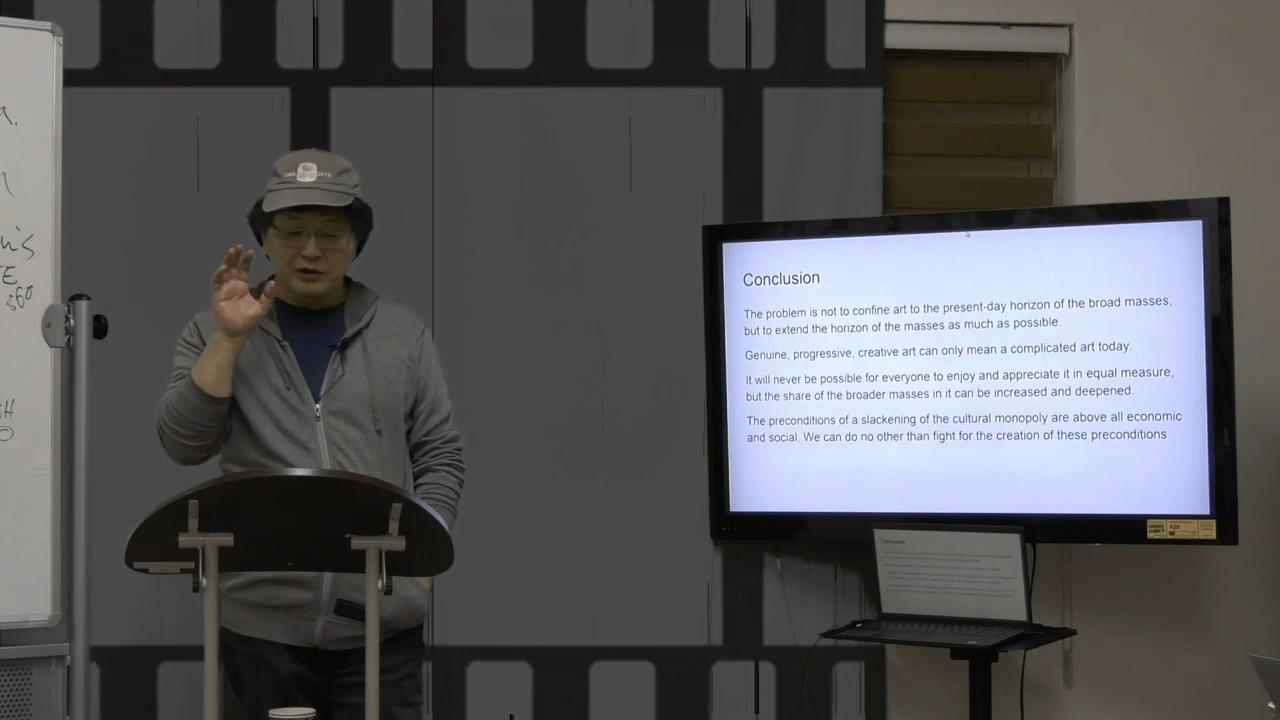 Conclusion
The problem is not to confine art to the present-day horizon of the broad masses,
but to extend the horizon of the masses as much as possible.
Genuine, progressive, creative art can only mean a complicated art today.
It will never be possible for everyone to enjoy and appreciate it in equal measure,
but the share of the broader masses in it can be increased and deepened.
The preconditions of a slackening of the cultural monopoly are above all economic
and social. We can do no other than fight for the creation of these preconditions